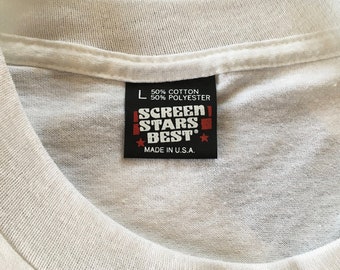 L 50% COTTON
50% POLYESTER
SCREEN
STARS
BEST®
MADE IN U.S.A.